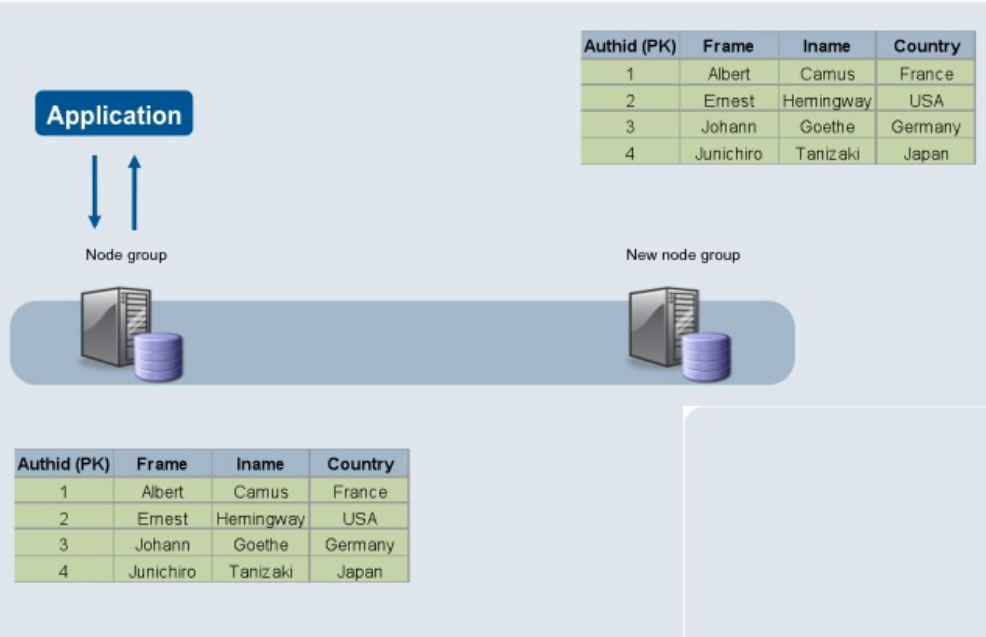 Authid (PK) Frame Iname Country
1 Albert Camus France
2 Ernest Hemingway USA
3 Johann Goethe Germany
4 Junichiro Tanizaki Japan
Application
Node group
New node group
Authid (PK) Frame Iname Country
1 Albert Camus France
2 Ernest Hemingway USA
3 Johann Goethe Germany
4 Junichiro Tanizaki Japan